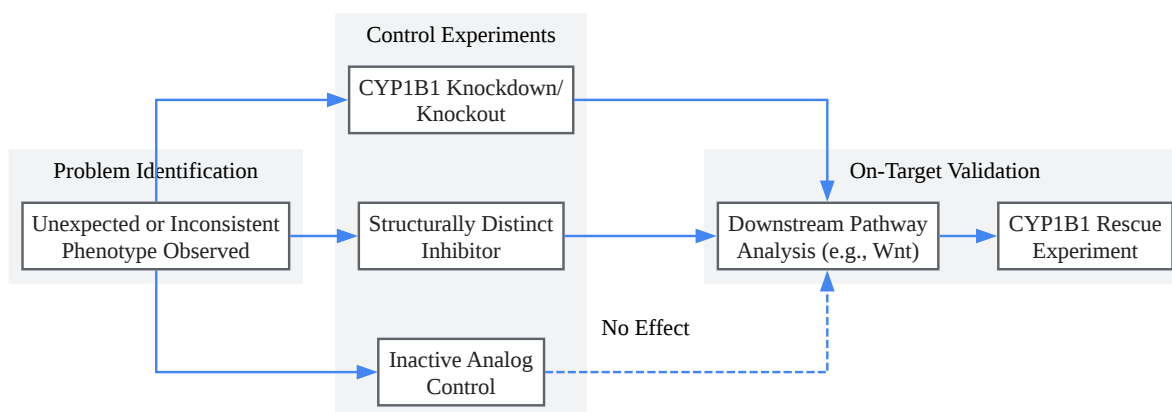 Problem Identification
Unexpected or Inconsistent
Phenotype Observed
Control Experiments
CYP1B1 Knockdown/
Knockout
Structurally Distinct
Inhibitor
Inactive Analog
Control
No Effect
On-Target Validation
Downstream Pathway
Analysis (e.g., Wnt)
CYP1B1 Rescue
Experiment